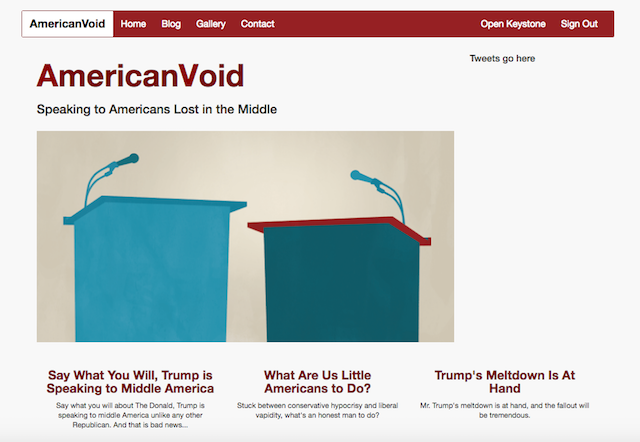 AmericanVoid Home Blog Gallery Contact Open Keystone Sign Out
AmericanVoid
Tweets go here
Speaking to Americans Lost in the Middle
Say What You Will, Trump is
Speaking to Middle America
Say what you will about The Donald, Trump is
speaking to middle America unlike any other
Republican. And that is bad news...
What Are Us Little
Americans to Do?
Stuck between conservative hypocrisy and liberal
vapidity, what's an honest man to do?
Trump's Meltdown Is At
Hand
Mr. Trump's meltdown is at hand, and the fallout will
be tremendous.